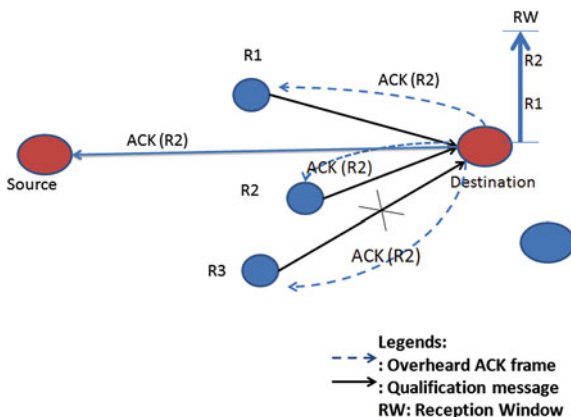 RW
R1
R2
ACK (R2)
R1
ACK (R2)
ACK (R2)
Source
R2
Destination
R3
ACK (R2)
Legends:
: Overheard ACK frame
: Qualification message
RW: Reception Window